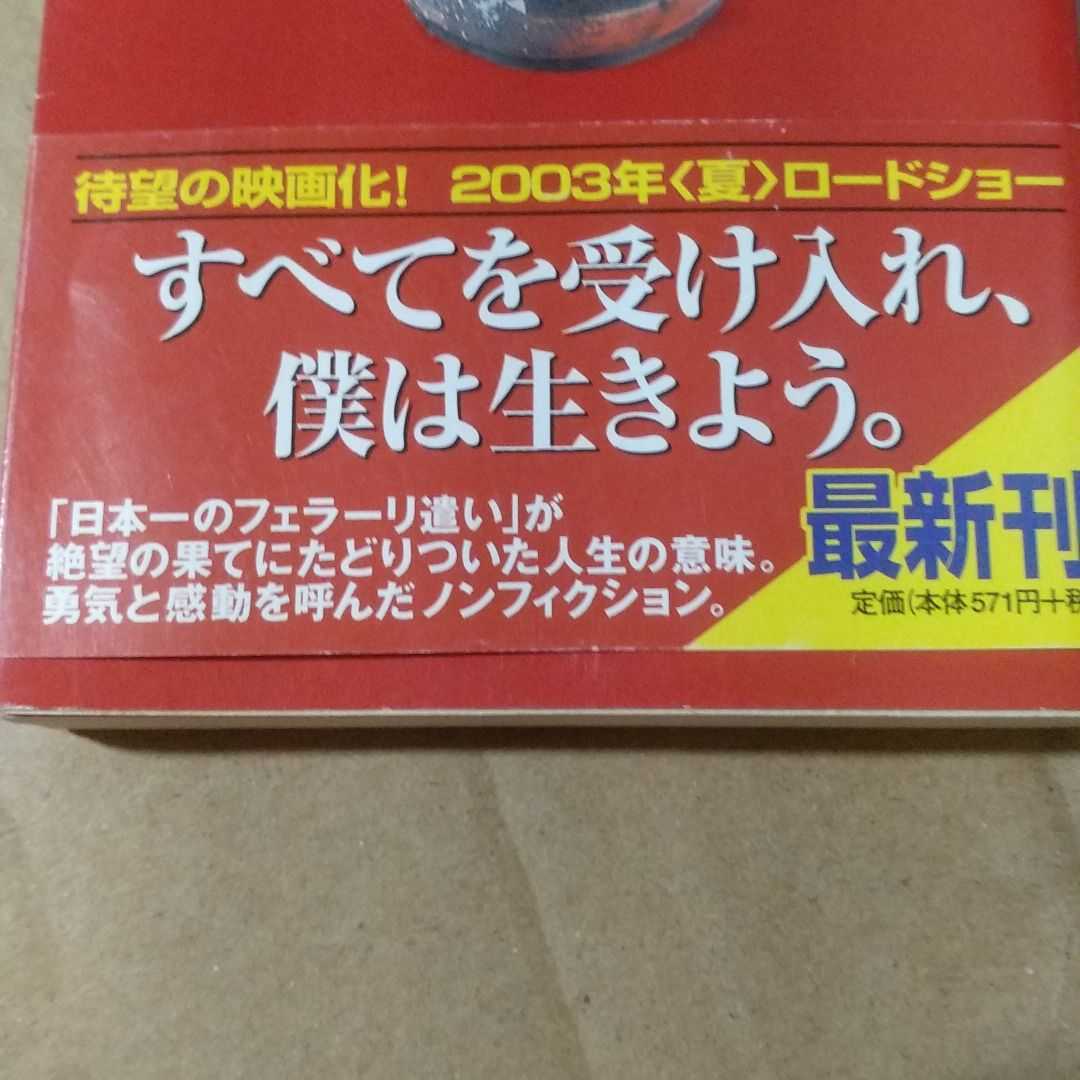 待望の映画化! 2003年〈夏〉ロードショー
すべてを受け入れ、
僕は生きよう。
「日本一のフェラーリ遣い」が
絶望の果てにたどりついた人生の意味。
勇気と感動を呼んだノンフィクション。
最新刊
定価(本体571円+税